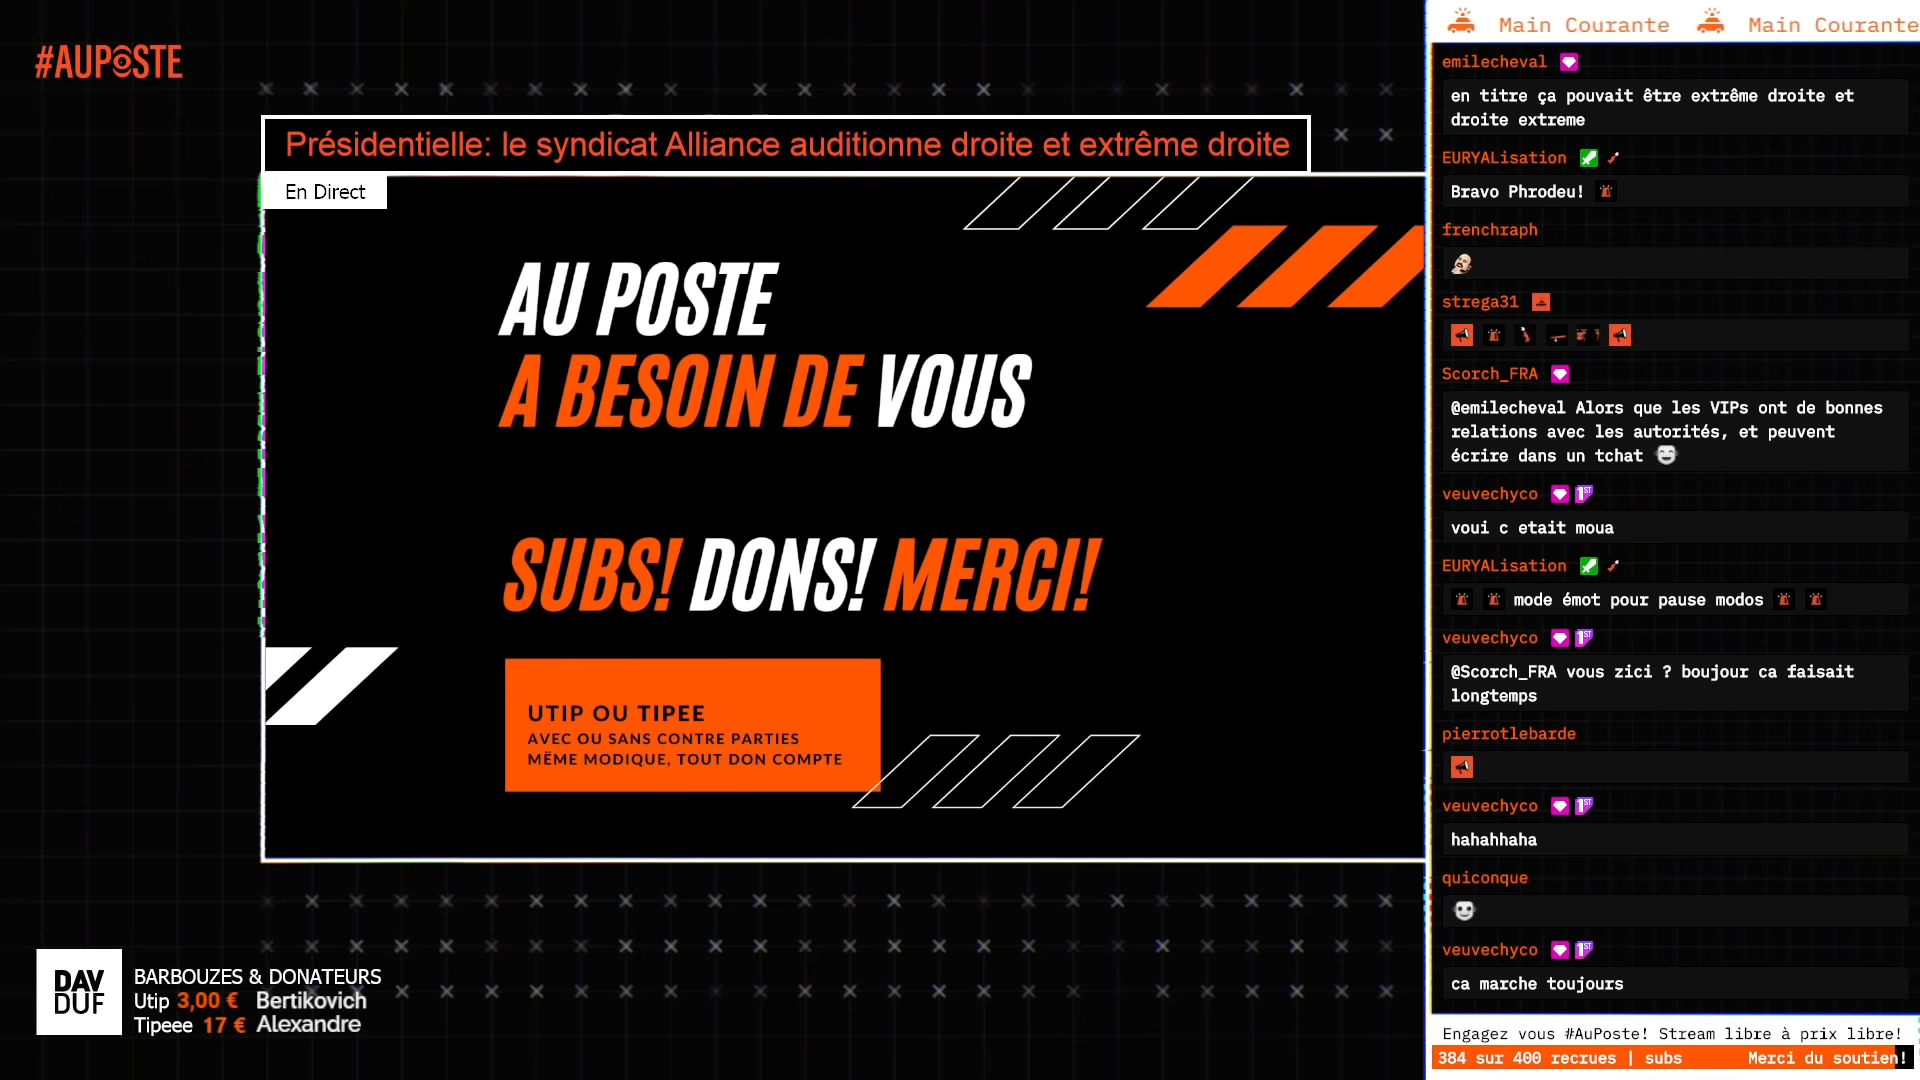 #AUPOSTE
Présidentielle: le syndicat Alliance auditionne droite et extrême droite
En Direct
AU POSTE
A BESOIN DE VOUS
SUBS! DONS! MERCI!
UTIP OU TIPEE
AVEC OU SANS CONTRE PARTIES
MËME MODIQUE, TOUT DON COMPTE
DAV
DUF
BARBOUZES & DONATEURS
Utip 3,00 € Bertikovich
Tipeee 17 € Alexandre
Main Courante Main Courante
emilecheval
en titre ça pouvait être extrême droite et
droite extreme
EURYALisation
Bravo Phrodeu!
frenchraph
strega31
Scorch_FRA
@emilecheval Alors que les VIPs ont de bonnes
relations avec les autorités, et peuvent
écrire dans un tchat
veuvechyco 1ST
voui c etait moua
EURYALisation
mode émot pour pause modos
veuvechyco 1ST
@Scorch_FRA vous zici ? boujour ca faisait
longtemps
pierrotlebarde
veuvechyco 1ST
hahahhaha
quiconque
veuvechyco 1ST
ca marche toujours
Engagez vous #AuPoste! Stream libre à prix libre!
384 sur 400 recrues | subs Merci du soutien!